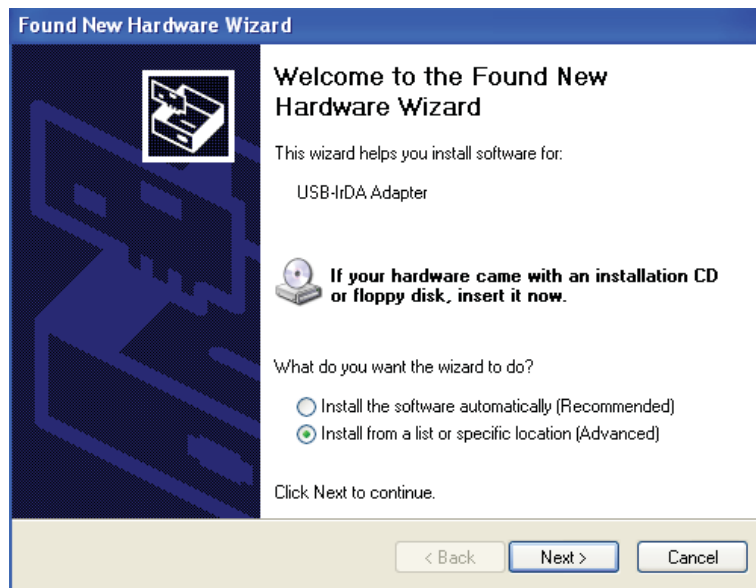 Found New Hardware Wizard
Welcome to the Found New
Hardware Wizard
This wizard helps you install software for:
USB-IrDA Adapter
If your hardware came with an installation CD
or floppy disk, insert it now.
What do you want the wizard to do?
Install the software automatically (Recommended)
Install from a list or specific location (Advanced)
Click Next to continue.
< Back Next > Cancel